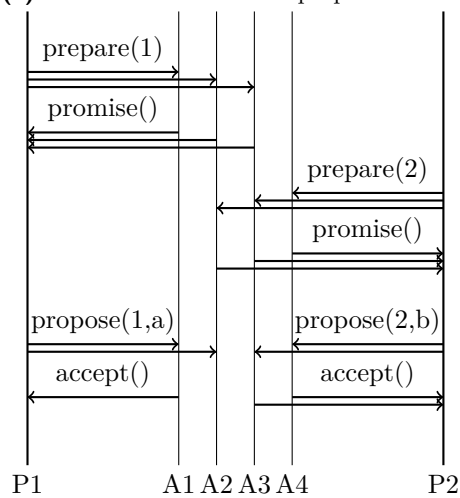 prepare(1)
promise()
prepare(2)
promise()
propose(1,a) propose(2,b)
accept() accept()
P1 A1 A2 A3 A4 P2